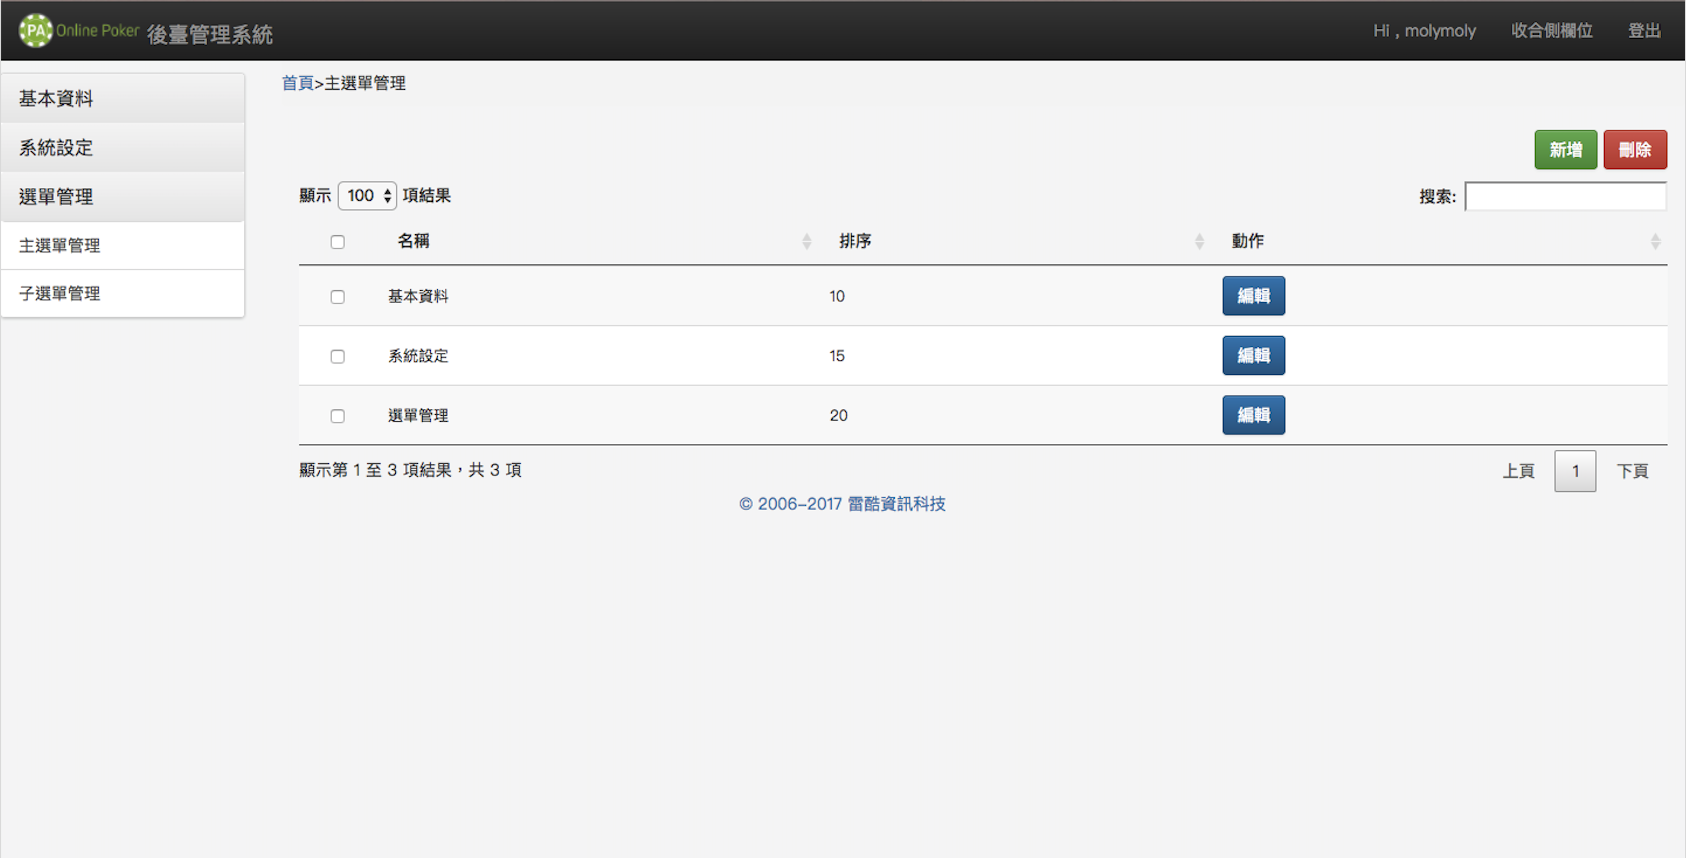 PA Online Poker 後臺管理系統 Hi , molymoly 收合側欄位 登出
基本資料
系統設定
選單管理
主選單管理
子選單管理
首頁>主選單管理
新增 刪除
顯示 100 項結果 搜索:
名稱 排序 動作
基本資料 10 編輯
系統設定 15 編輯
選單管理 20 編輯
顯示第 1 至 3 項結果，共 3 項 上頁 1 下頁
© 2006-2017 雷酷資訊科技